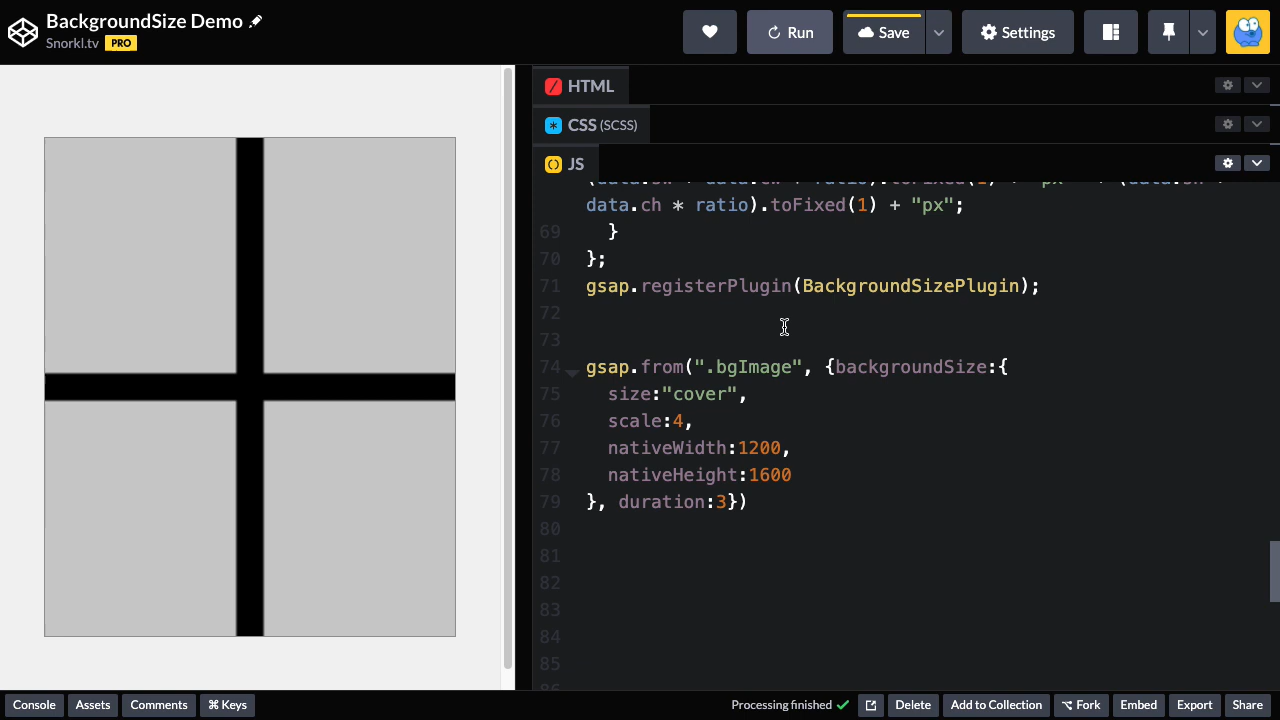 BackgroundSize Demo
Snorkl.tv PRO
Run
Save
Settings
HTML
CSS (SCSS)
JS
data.ch * ratio).toFixed(1) + "px";
69 }
70 };
71 gsap.registerPlugin(BackgroundSizePlugin);
72
73
74 gsap.from(".bgImage", {backgroundSize:{
75 size:"cover",
76 scale:4,
77 nativeWidth:1200,
78 nativeHeight:1600
79 }, duration:3})
80
81
82
83
84
85
86
Console Assets Comments ⌘ Keys Processing finished Delete Add to Collection Fork Embed Export Share